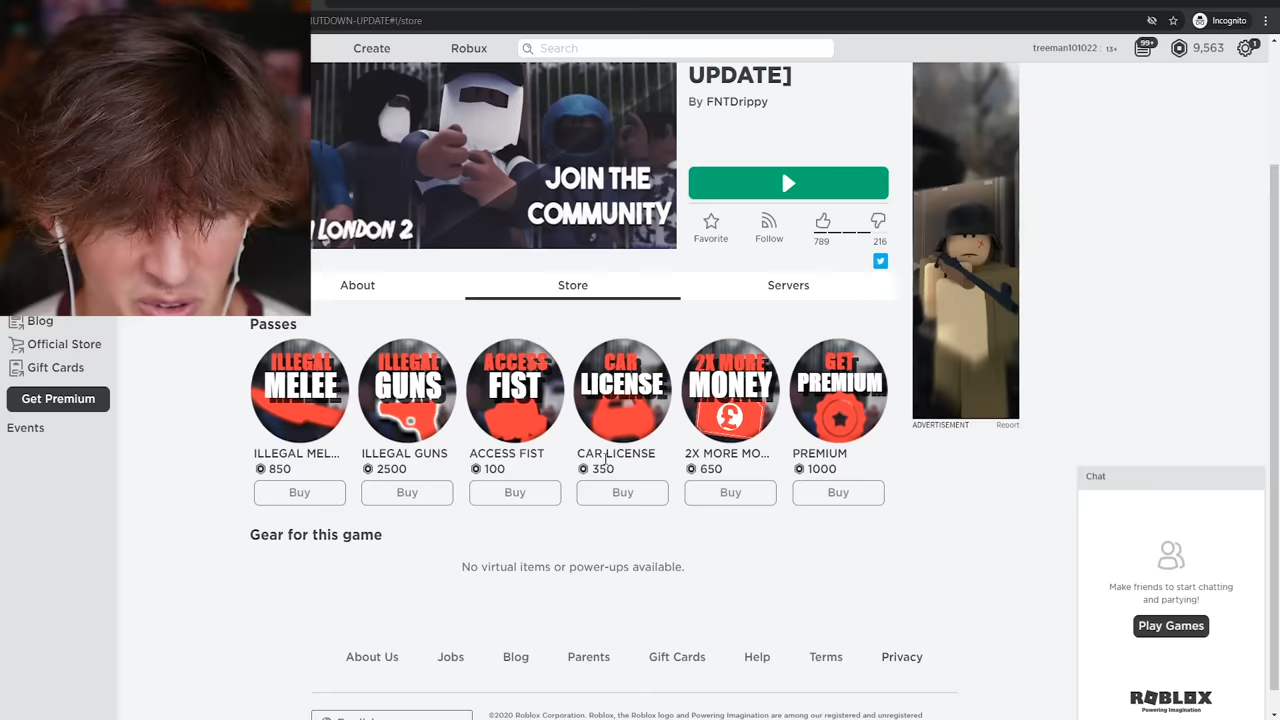 UTDOWN-UPDATE#!/store
Incognito
Create
Robux
Search
treeman101022 : 13+
99+
9,563
1
UPDATE]
By FNTDrippy
JOIN THE
COMMUNITY
LONDON 2
Favorite
Follow
789
216
About
Store
Servers
Blog
Official Store
Gift Cards
Get Premium
Events
Passes
ILLEGAL MELEE
ILLEGAL GUNS
ACCESS FIST
CAR LICENSE
2X MORE MONEY
£
GET PREMIUM
ILLEGAL MEL...
ILLEGAL GUNS
ACCESS FIST
CAR LICENSE
2X MORE MO...
PREMIUM
850
2500
100
350
650
1000
Buy
Buy
Buy
Buy
Buy
Buy
ADVERTISEMENT
Report
Gear for this game
No virtual items or power-ups available.
Chat
Make friends to start chatting
and partying!
Play Games
ROBLOX
Powering Imagination
About Us
Jobs
Blog
Parents
Gift Cards
Help
Terms
Privacy
©2020 Roblox Corporation. Roblox, the Roblox logo and Powering Imagination are among our registered and unregistered